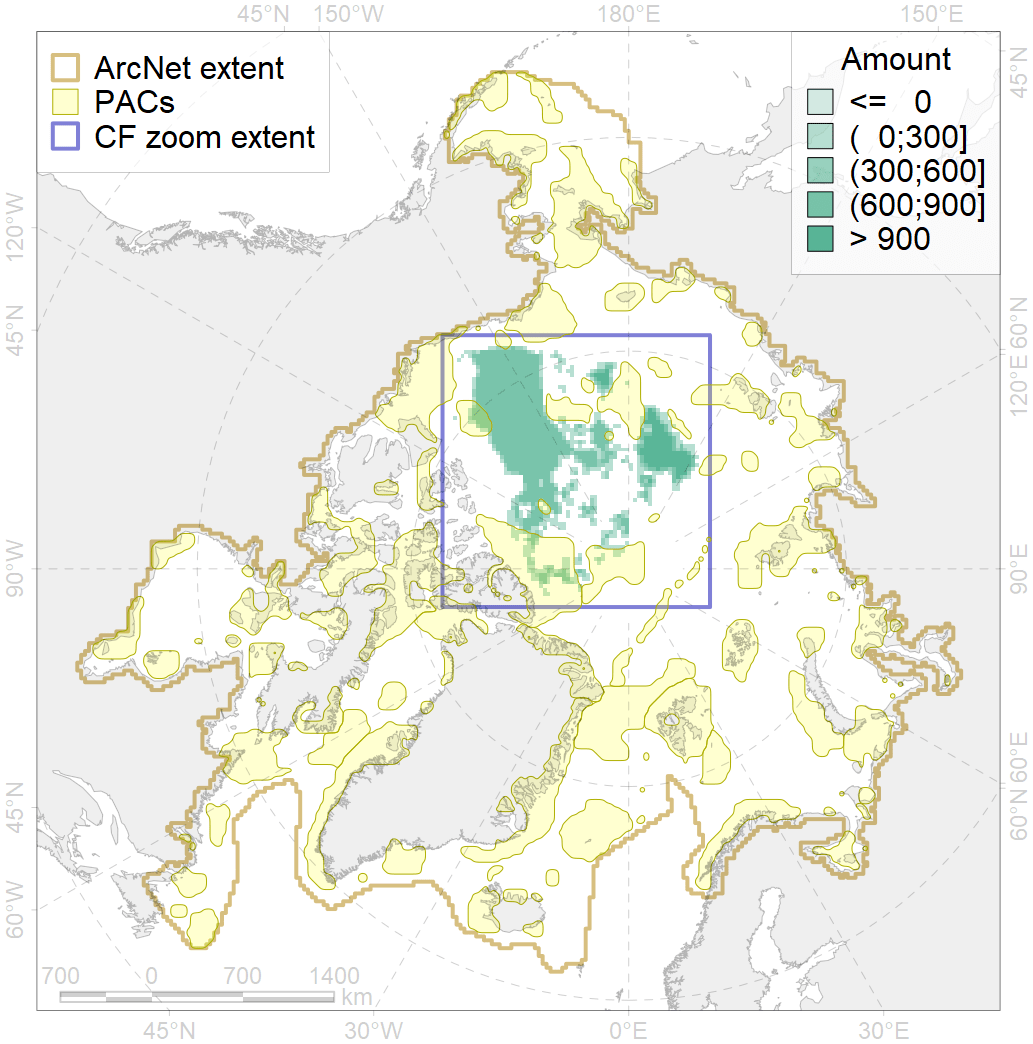 45°N 150°W 180°E 150°E
ArcNet extent
PACs
CF zoom extent
Amount
<= 0
( 0;300]
(300;600]
(600;900]
> 900
45°N
120°W
45°N
60°N
120°E
90°W
90°E
45°N
60°W
60°E
60°N
700 0 700 1400
km
45°N 30°W 0°E 30°E